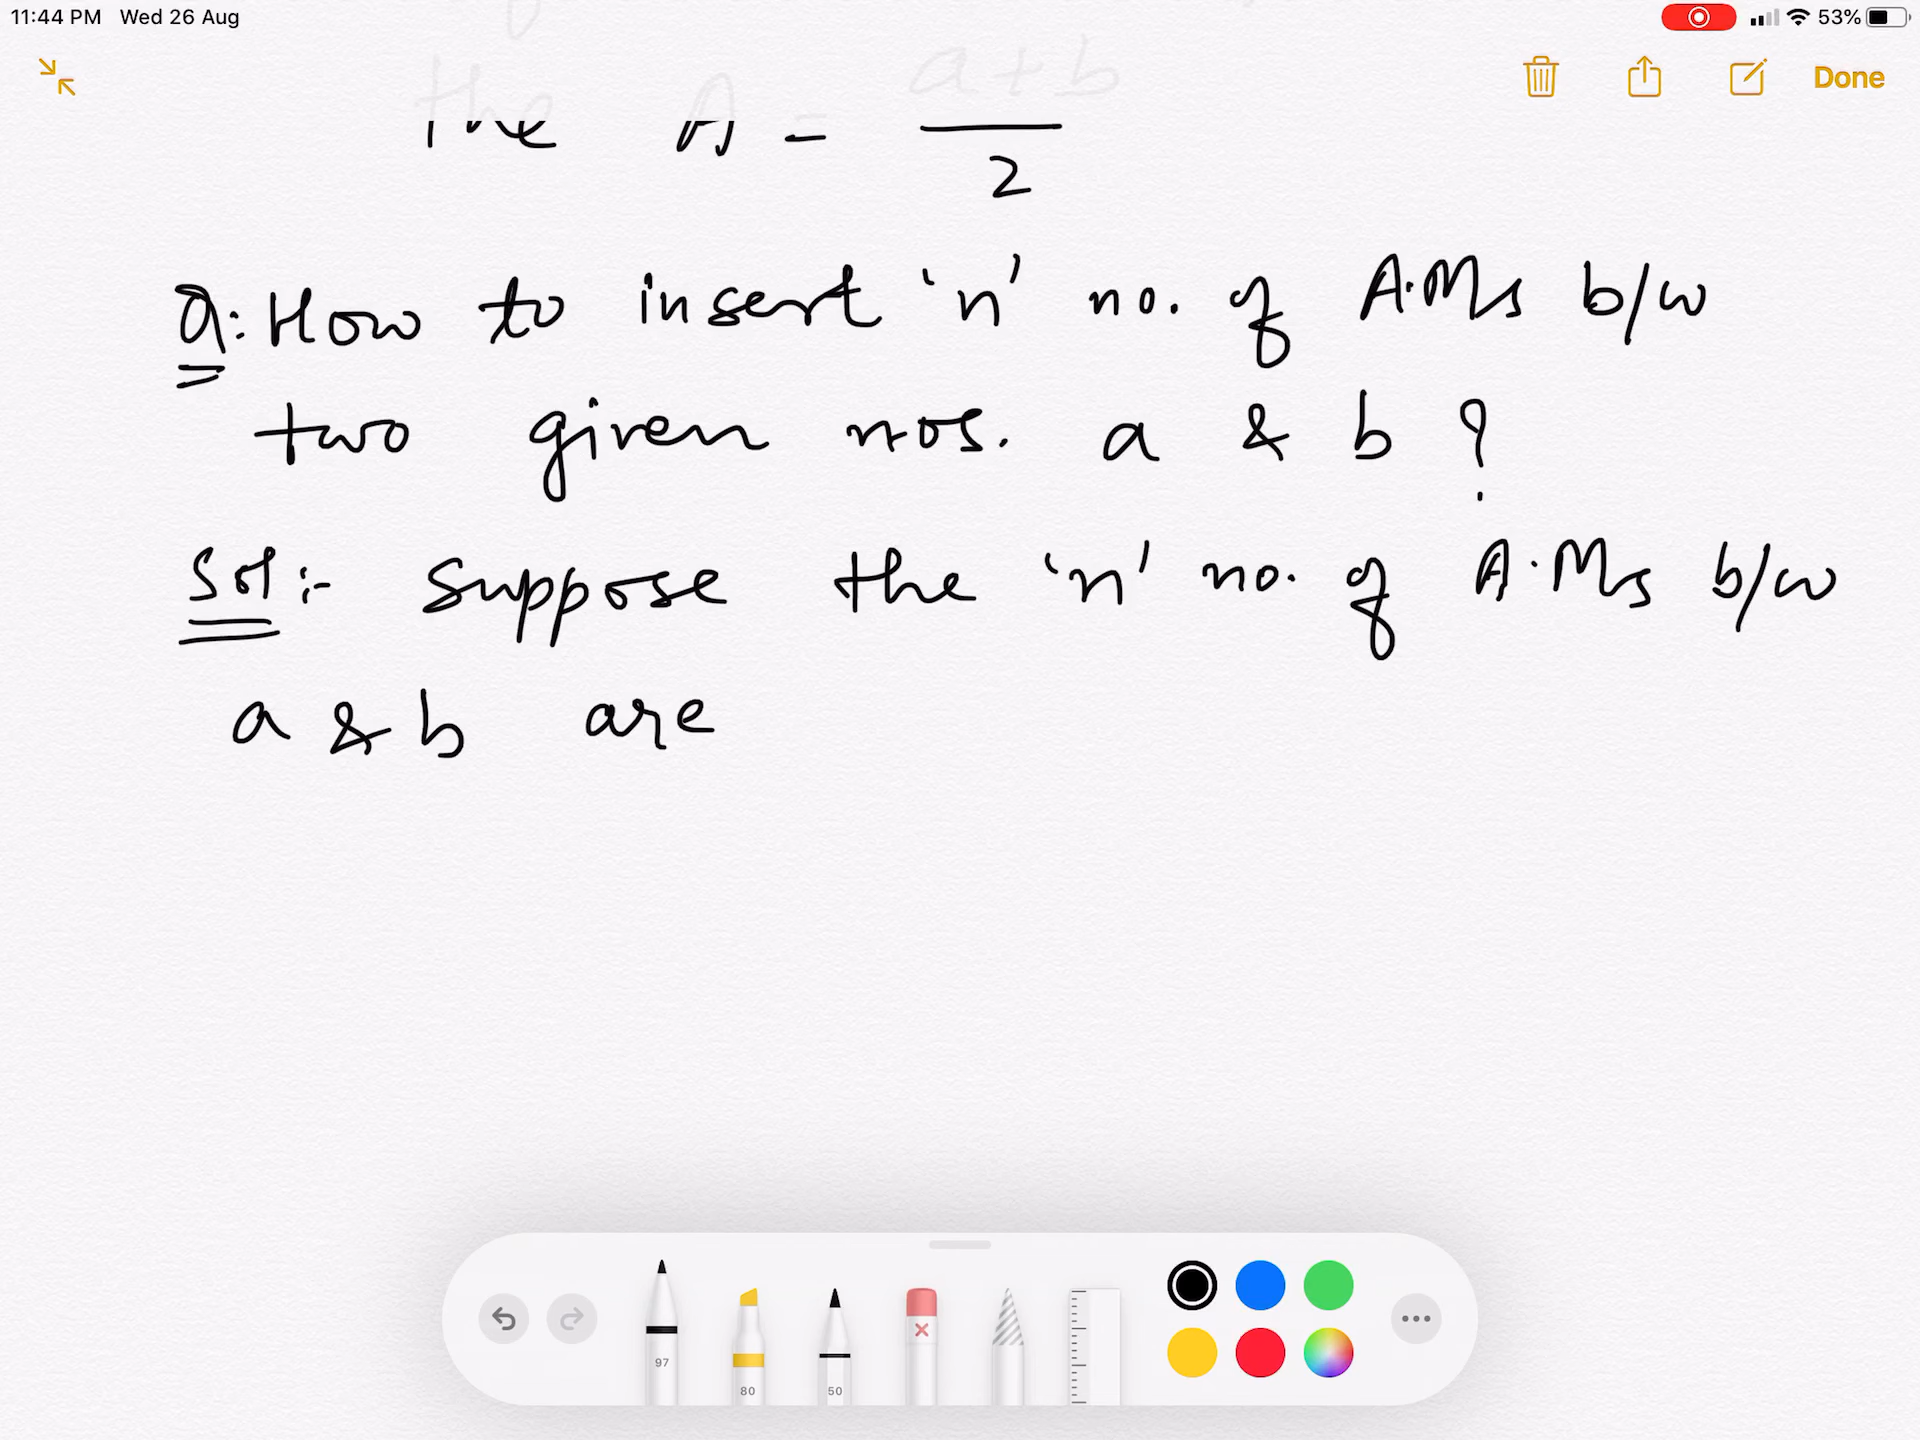 11:44 PM Wed 26 Aug 53%
Done
the A = a+b
2
Q: How to insert 'n' no. of A.Ms b/w
two given nos. a & b ?
Sol :- suppose the 'n' no. of A.Ms b/w
a & b are
97 80 50